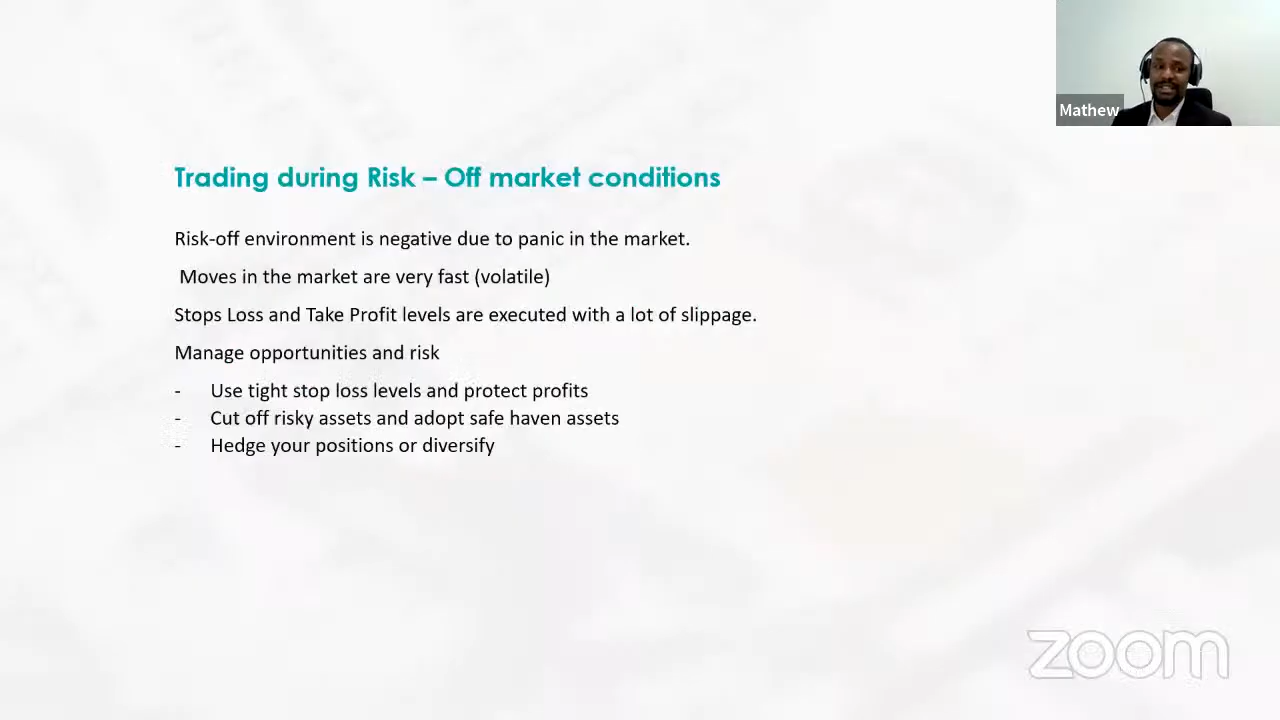 Mathew
Trading during Risk – Off market conditions
Risk-off environment is negative due to panic in the market.
Moves in the market are very fast (volatile)
Stops Loss and Take Profit levels are executed with a lot of slippage.
Manage opportunities and risk
- Use tight stop loss levels and protect profits
- Cut off risky assets and adopt safe haven assets
- Hedge your positions or diversify
zoom